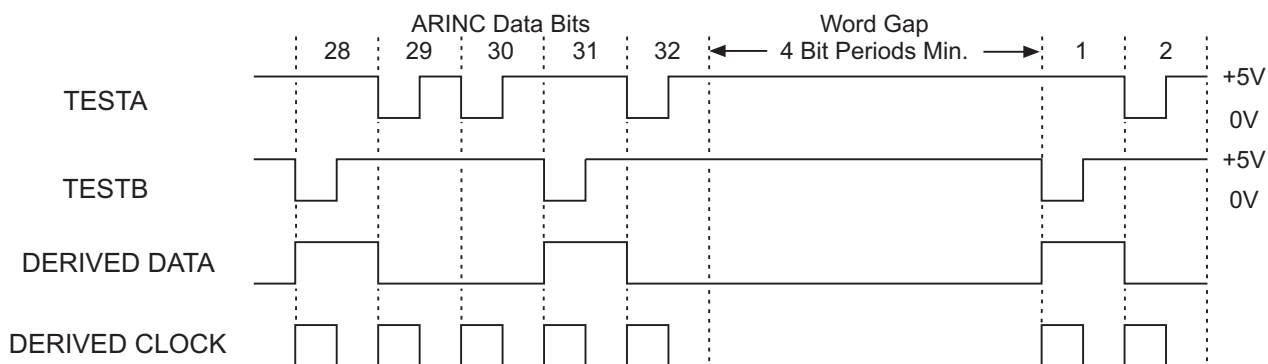 ARINC Data Bits
Word Gap
28 29 30 31 32 4 Bit Periods Min. 1 2
TESTA
+5V
0V
TESTB
+5V
0V
DERIVED DATA
DERIVED CLOCK